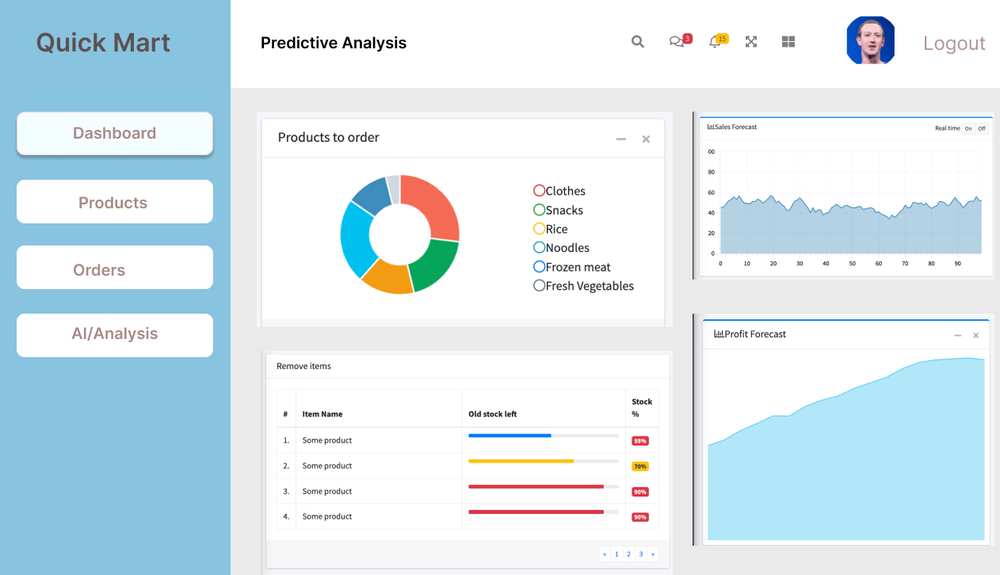 Quick Mart
Predictive Analysis
3
15
Logout
Dashboard
Products
Orders
AI/Analysis
Products to order
Clothes
Snacks
Rice
Noodles
Frozen meat
Fresh Vegetables
Sales Forecast
Real time On Off
00
80
60
40
20
0
0 10 20 30 40 50 60 70 80 90
Profit Forecast
Remove items
# Item Name Old stock left Stock %
1. Some product 55%
2. Some product 70%
3. Some product 90%
4. Some product 90%
« 1 2 3 »